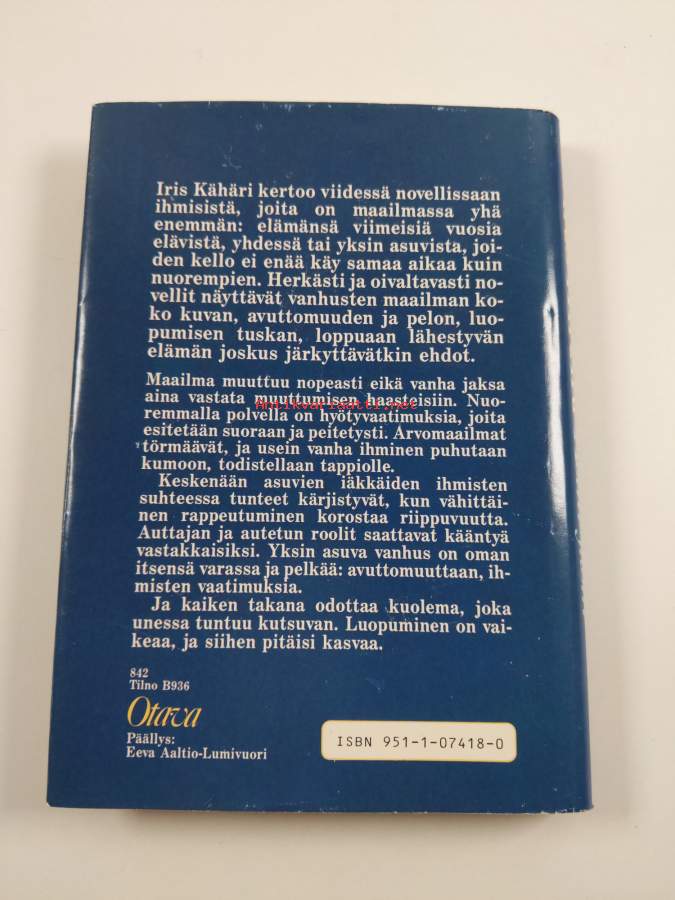 Iris Kähäri kertoo viidessä novellissaan
ihmisistä, joita on maailmassa yhä
enemmän: elämänsä viimeisiä vuosia
elävistä, yhdessä tai yksin asuvista, joi-
den kello ei enää käy samaa aikaa kuin
nuorempien. Herkästi ja oivaltavasti no-
vellit näyttävät vanhusten maailman ko-
ko kuvan, avuttomuuden ja pelon, luo-
pumisen tuskan, loppuaan lähestyvän
elämän joskus järkyttävätkin ehdot.
Maailma muuttuu nopeasti eikä vanha jaksa
aina vastata muuttumisen haasteisiin. Nuo-
Antikvariaatti.net
remmalla polvella on hyötyvaatimuksia, joita
esitetään suoraan ja peitetysti. Arvomaailmat
törmäävät, ja usein vanha ihminen puhutaan
kumoon, todistellaan tappiolle.
Keskenään asuvien iäkkäiden ihmisten
suhteessa tunteet kärjistyvät, kun vähittäi-
nen rappeutuminen korostaa riippuvuutta.
Auttajan ja autetun roolit saattavat kääntyä
vastakkaisiksi. Yksin asuva vanhus on oman
itsensä varassa ja pelkää: avuttomuuttaan, ih-
misten vaatimuksia.
Ja kaiken takana odottaa kuolema, joka
unessa tuntuu kutsuvan. Luopuminen on vai-
keaa, ja siihen pitäisi kasvaa.
842
Tilno B936
Otava
Päällys:
Eeva Aaltio-Lumivuori
ISBN 951-1-07418-0